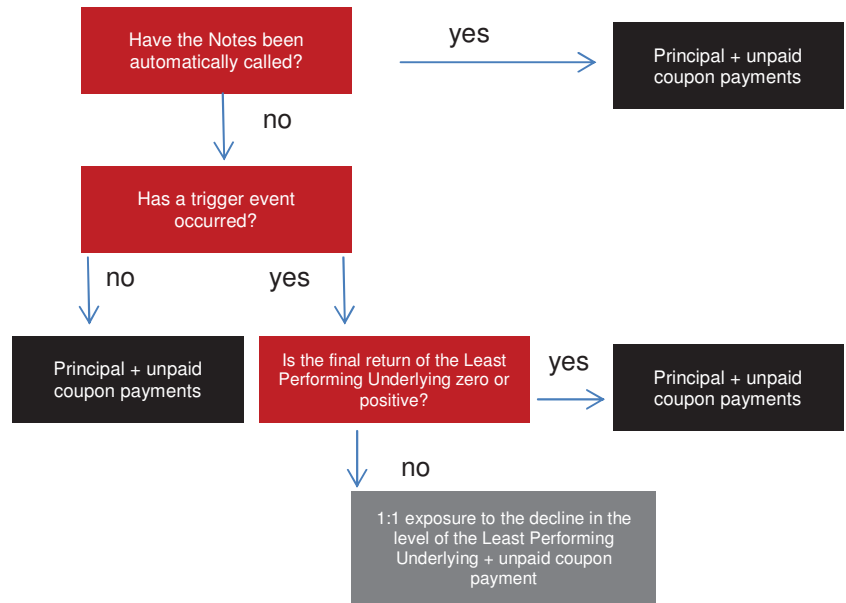 Have the Notes been
automatically called?
yes
Principal + unpaid
coupon payments
no
Has a trigger event
occurred?
no
yes
Principal + unpaid
coupon payments
Is the final return of the Least
Performing Underlying zero or
positive?
yes
Principal + unpaid
coupon payments
no
1:1 exposure to the decline in the
level of the Least Performing
Underlying + unpaid coupon
payment